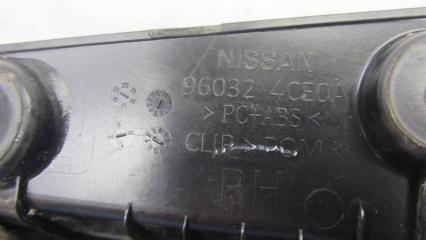 NISSAN
96032 4CE0A
> PC+ABS <
CLIP > POM <
RH